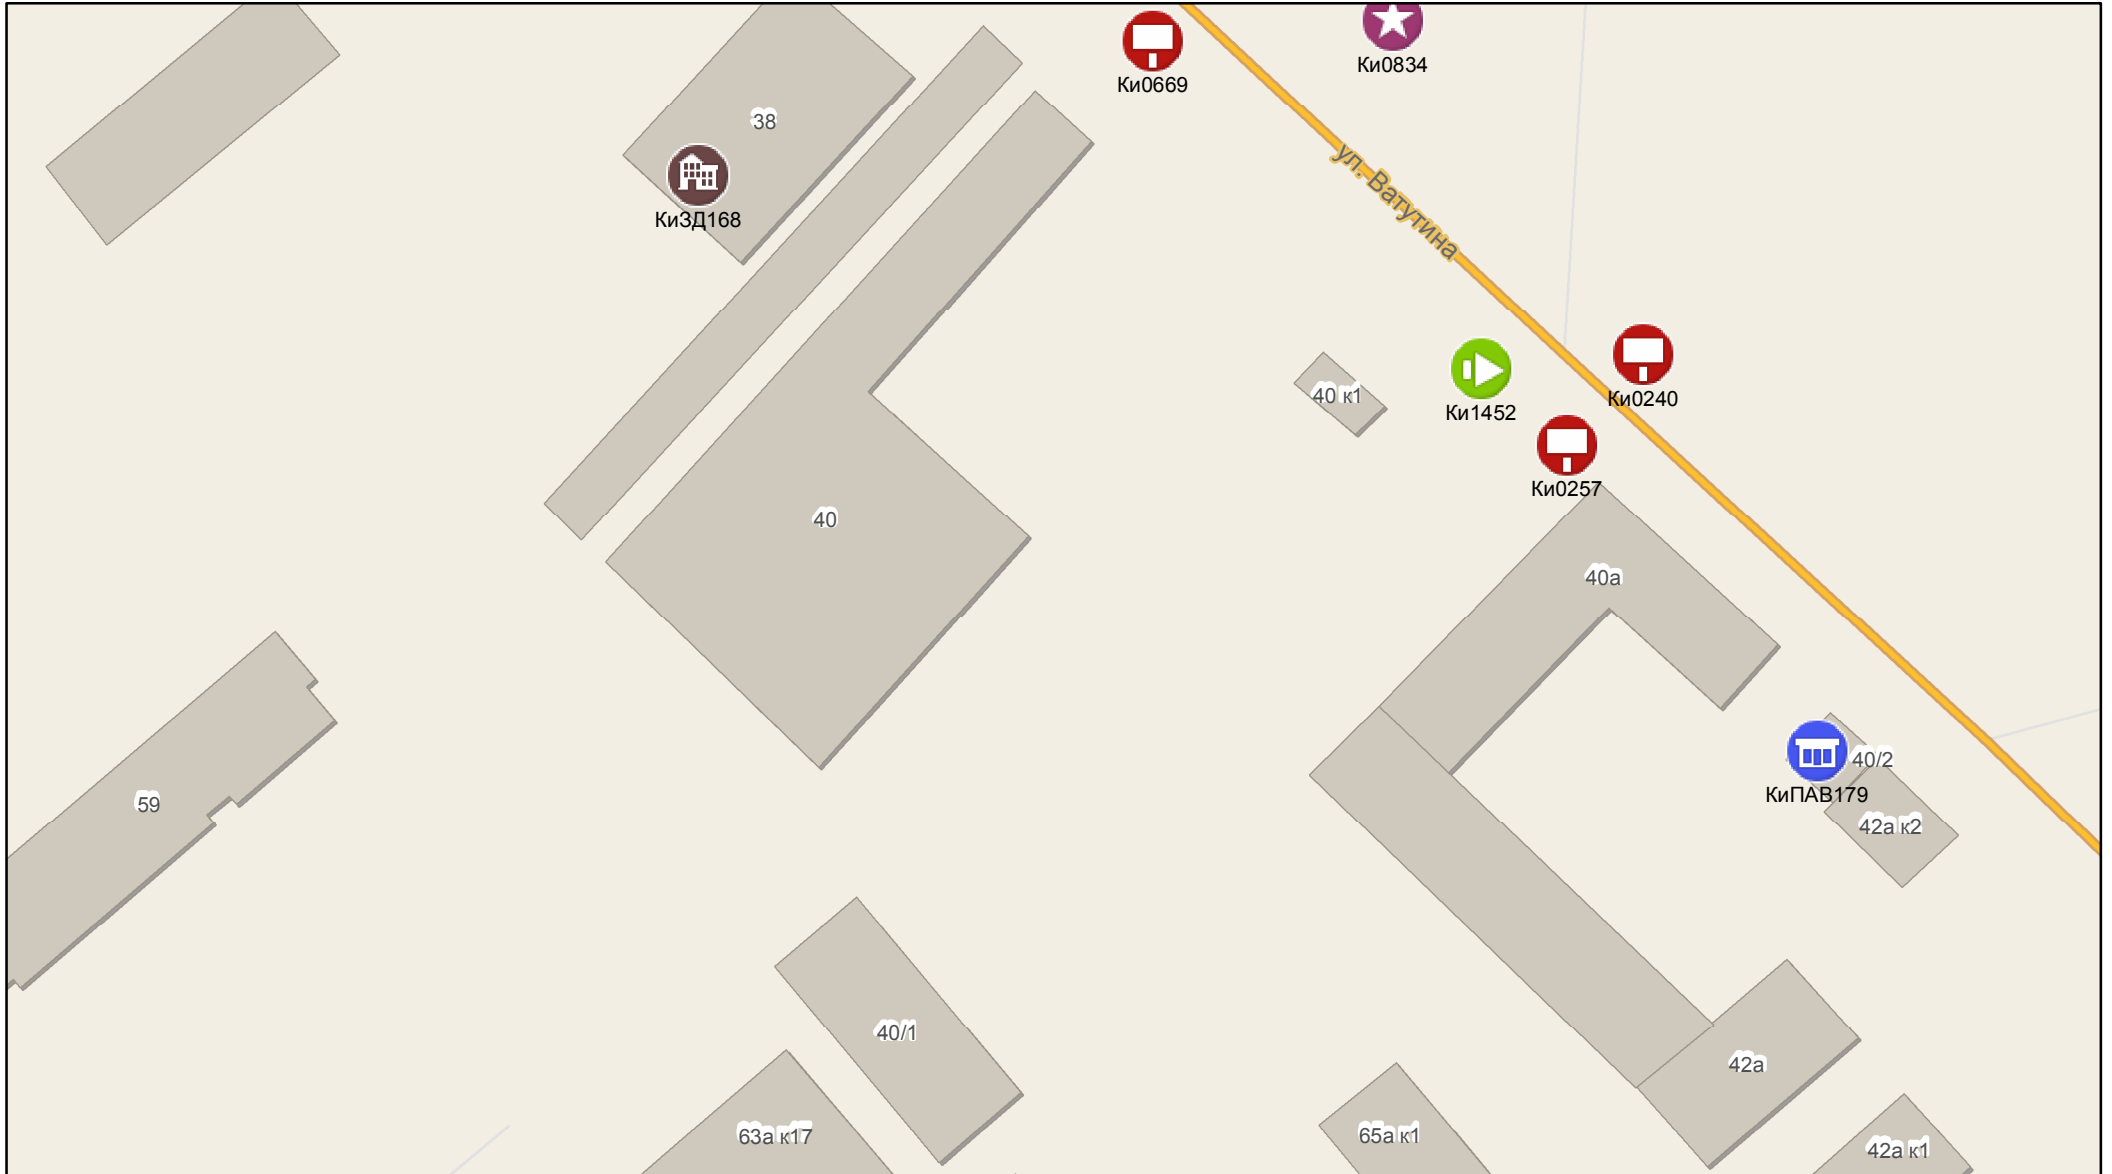 Ки0834
Ки0669
38
ул. Ватутина
КиЗД168
40 к1
Ки1452
Ки0240
Ки0257
40
40а
40/2
КиПАВ179
59
42а к2
40/1
42а
63а к17
65а к1
42а к1